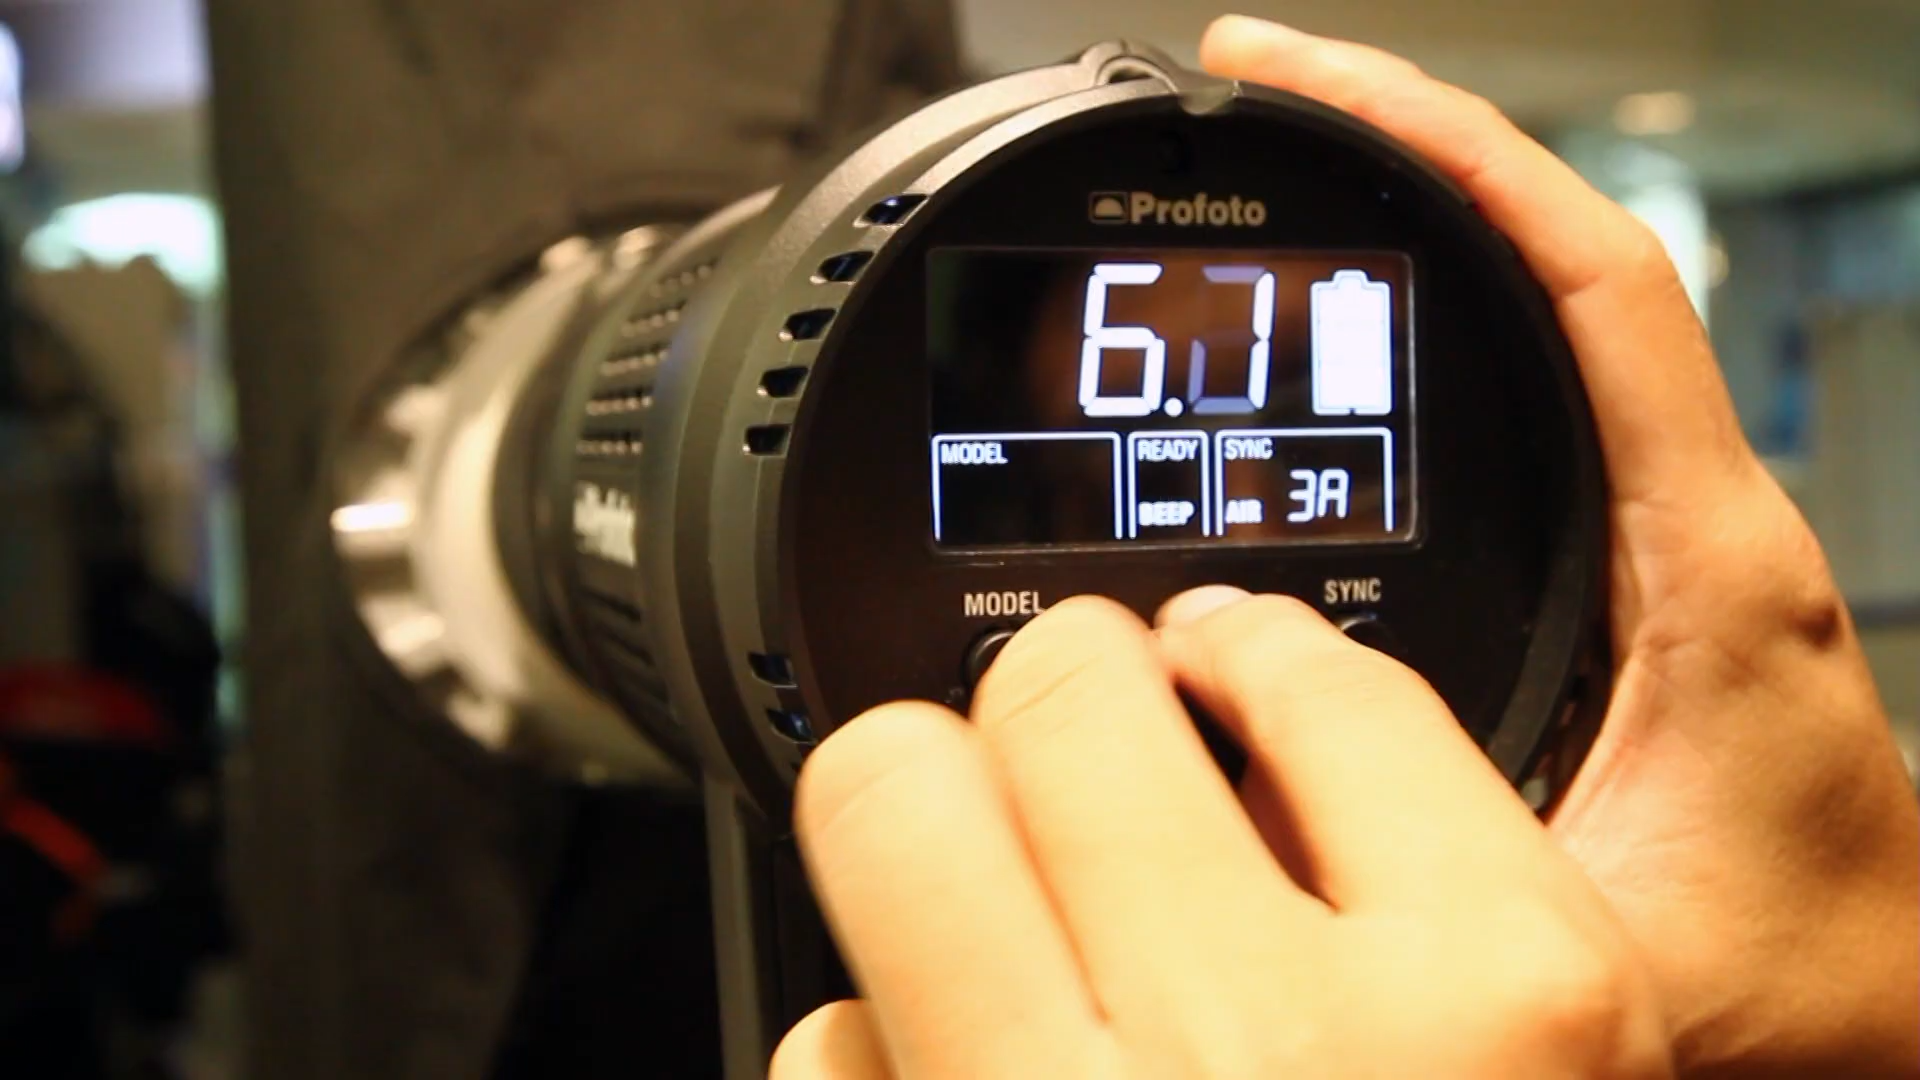 Profoto
6.1
MODEL READY SYNC
BEEP AIR 3A
MODEL SYNC